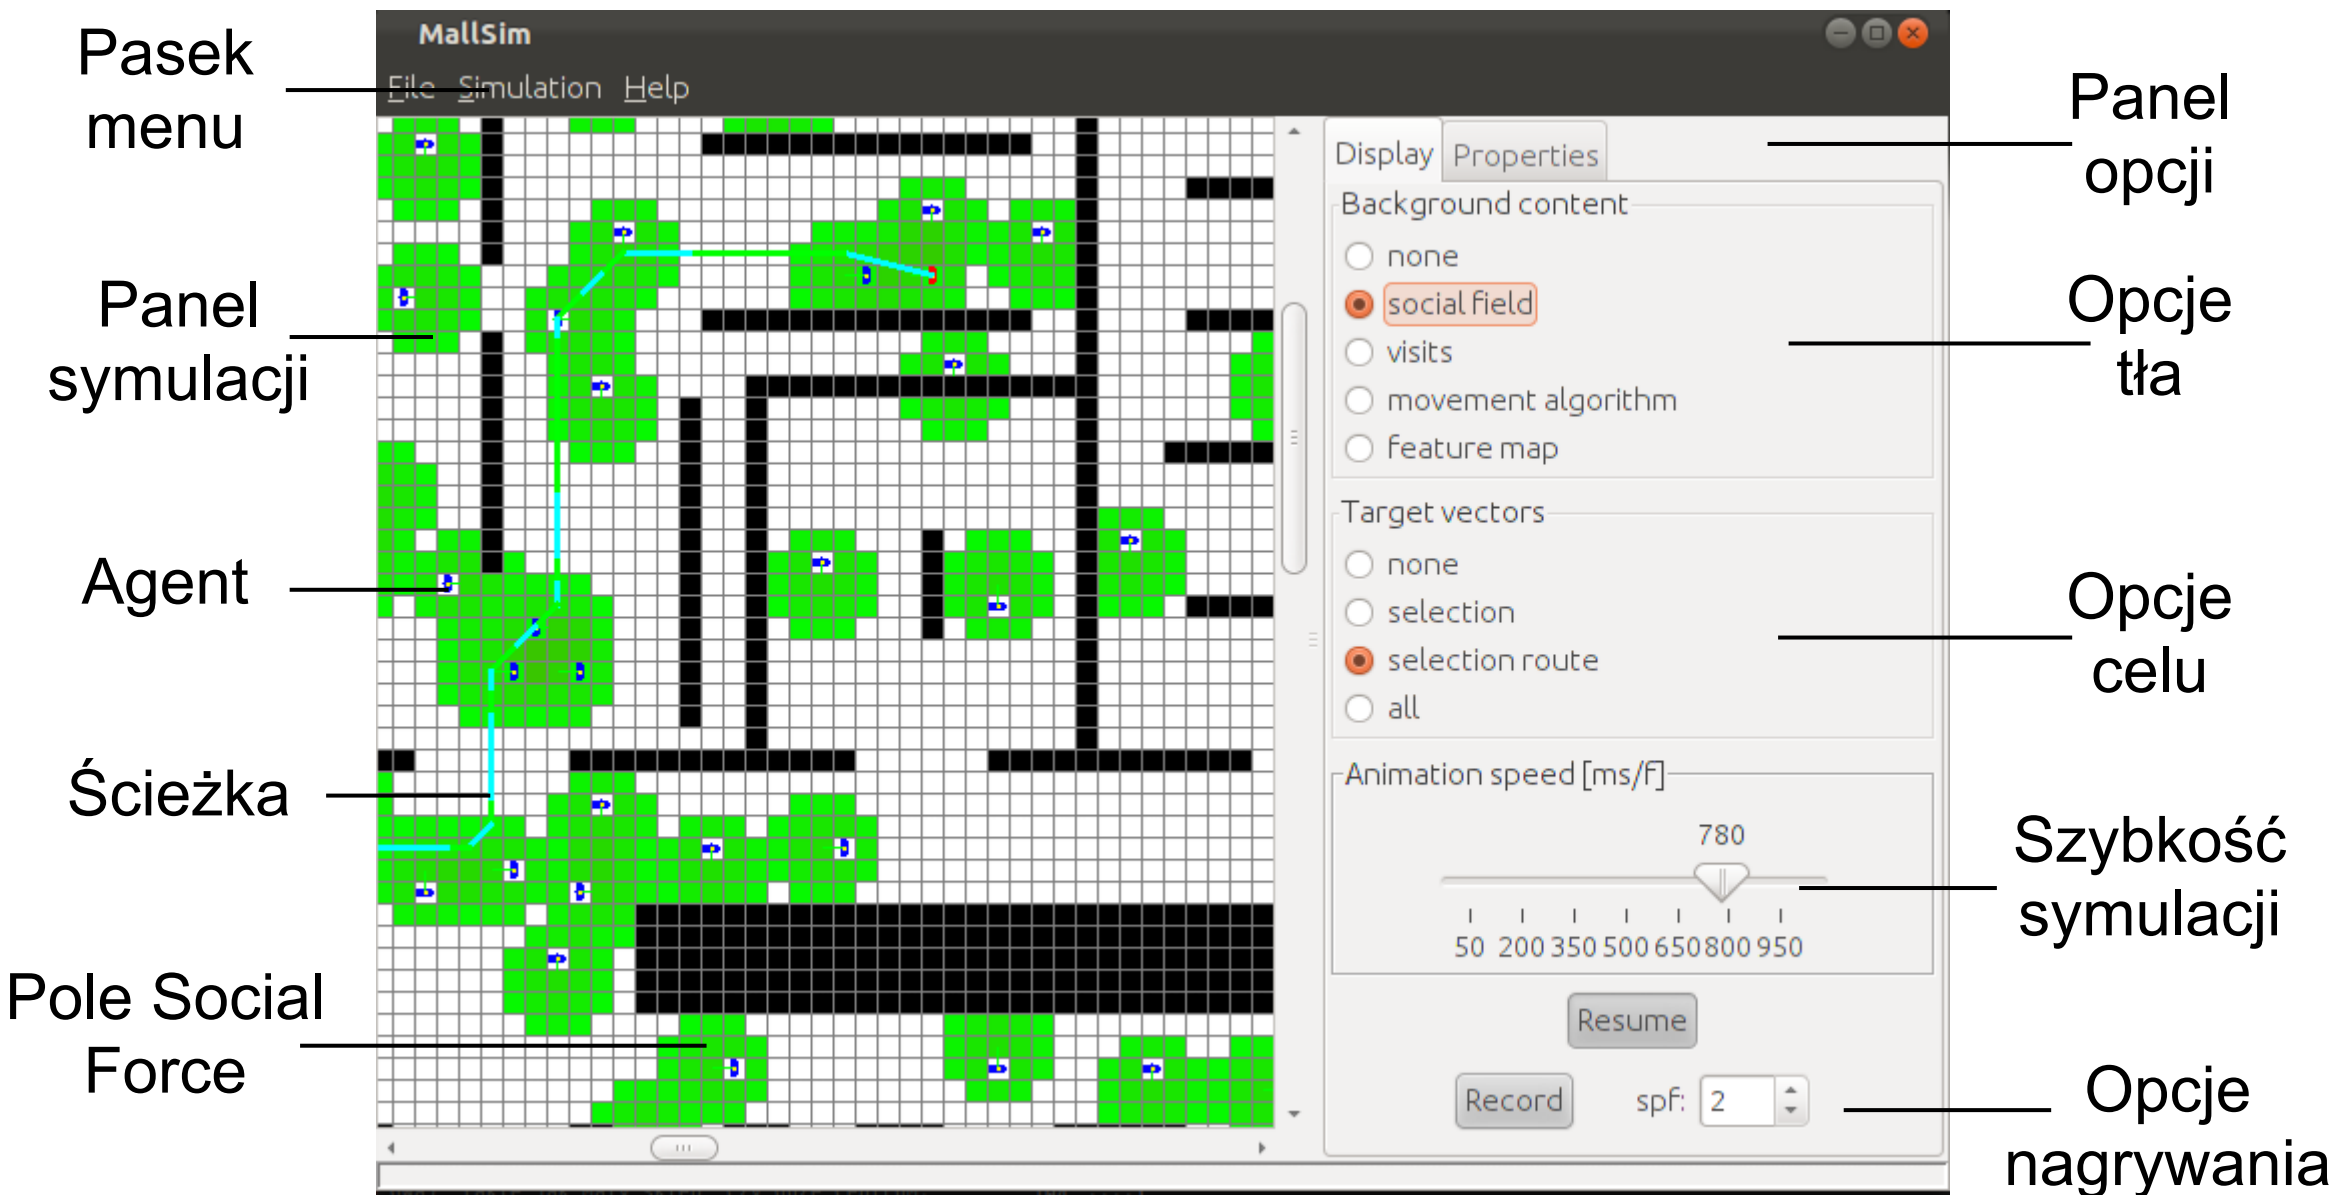 Pasek
menu
Panel
symulacji
Agent
Ścieżka
Pole Social
Force
MallSim
File Simulation Help
Display Properties
Background content
none
social field
visits
movement algorithm
feature map
Target vectors
none
selection
selection route
all
Animation speed [ms/f]
780
50 200 350 500 650 800 950
Resume
Record spf: 2
Panel
opcji
Opcje
tła
Opcje
celu
Szybkość
symulacji
Opcje
nagrywania